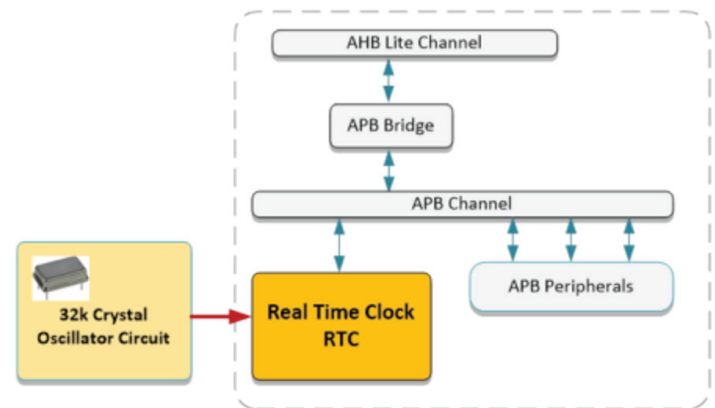 AHB Lite Channel
APB Bridge
APB Channel
APB Peripherals
32k Crystal
Oscillator Circuit
Real Time Clock
RTC